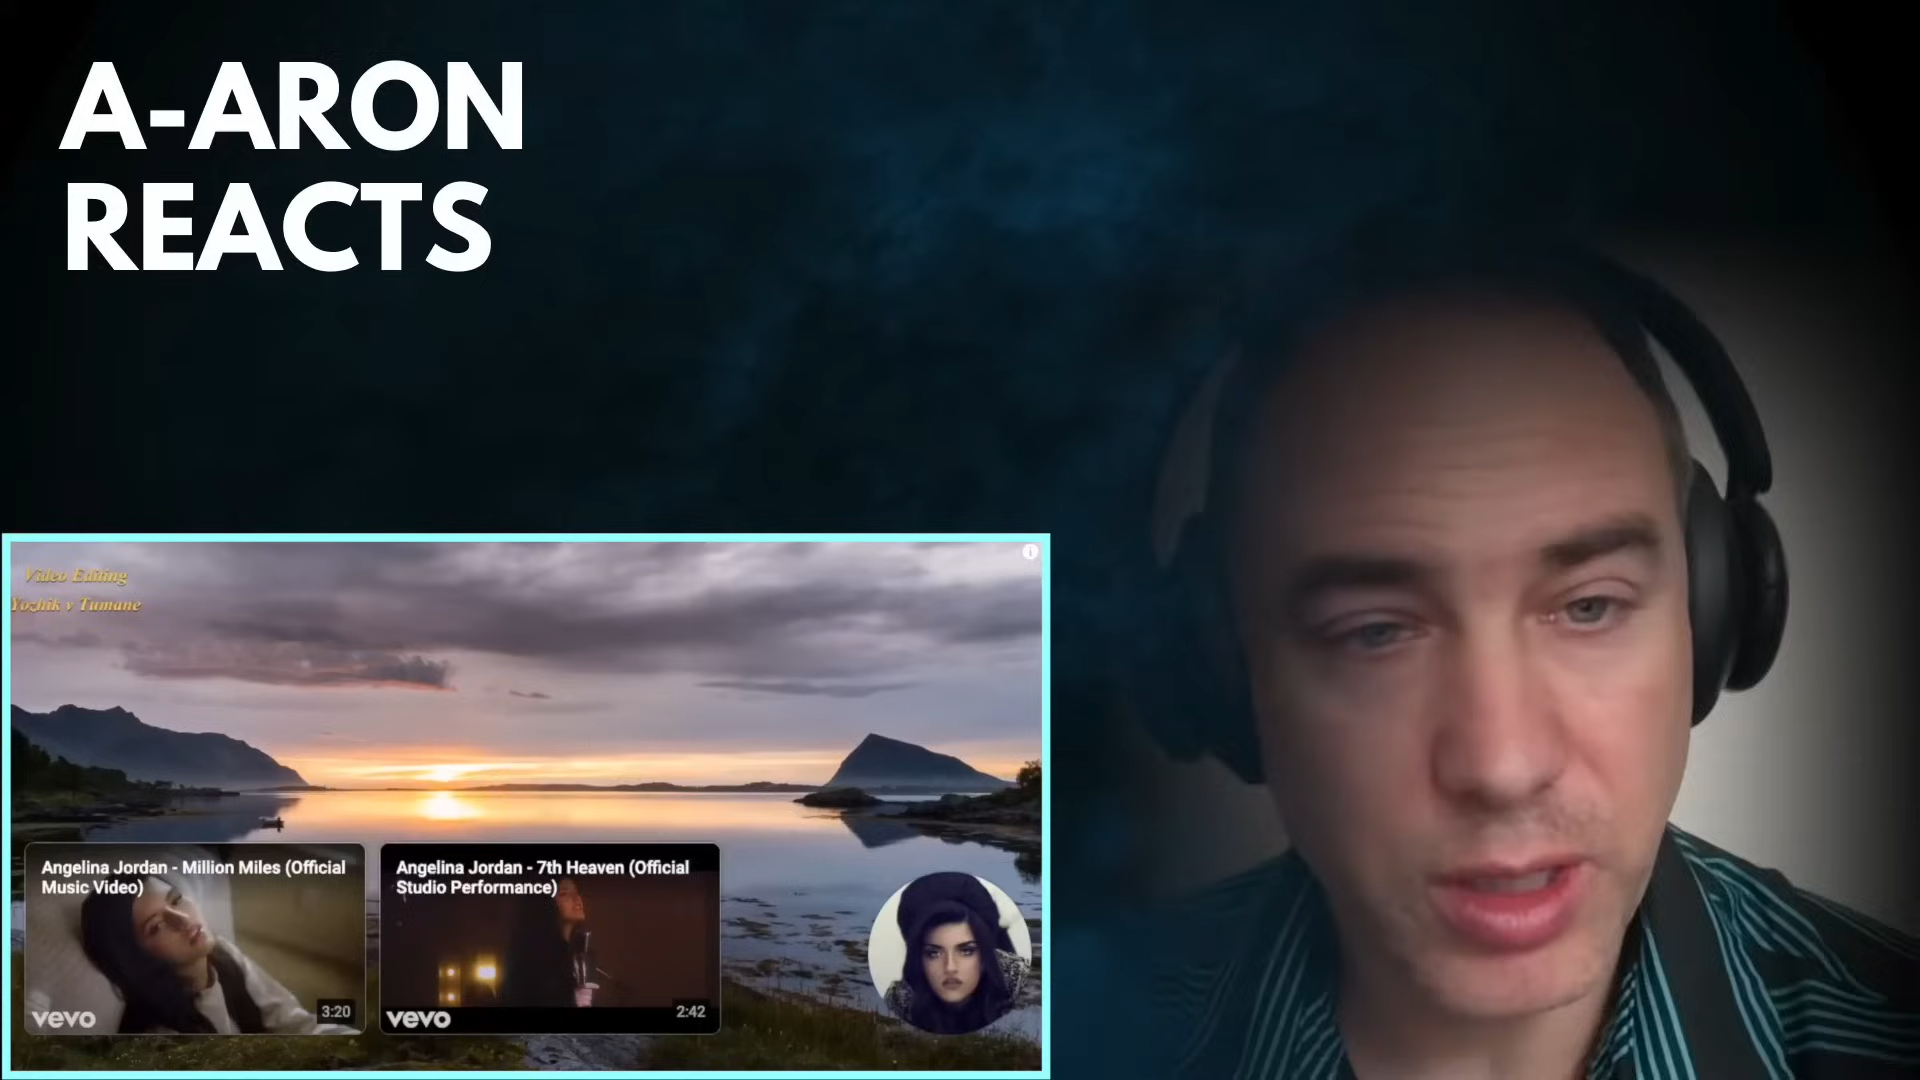 A-ARON
REACTS
Video Editing
Yozhik v Tumane
Angelina Jordan - Million Miles (Official
Music Video)
vevo
3:20
Angelina Jordan - 7th Heaven (Official
Studio Performance)
vevo
2:42